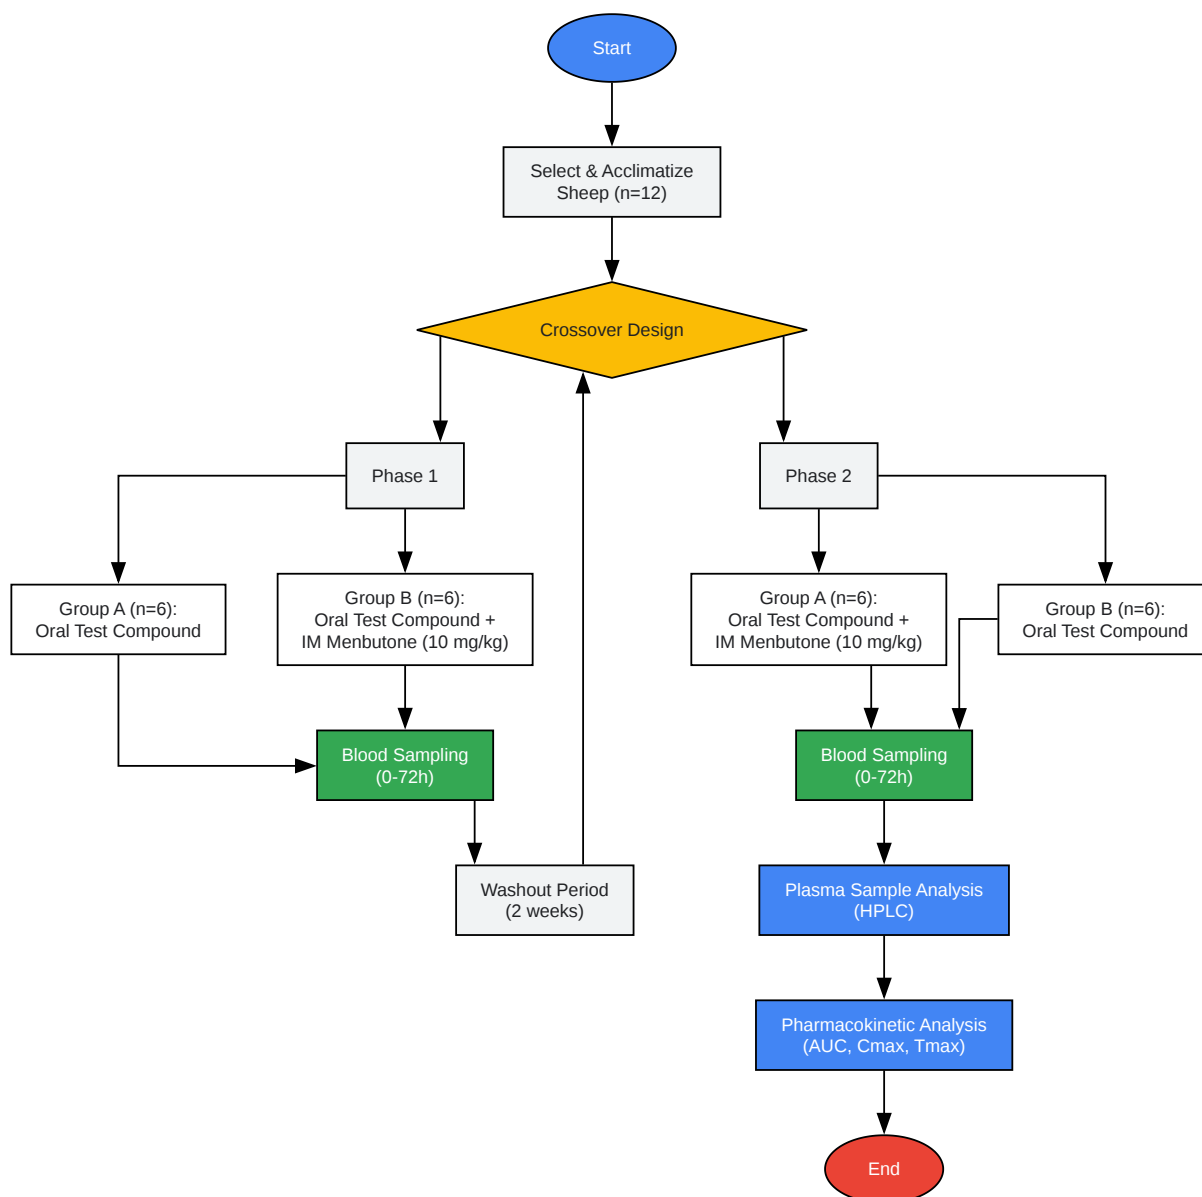 Start
Select & Acclimatize
Sheep (n=12)
Crossover Design
Phase 1
Phase 2
Group A (n=6):
Oral Test Compound
Group B (n=6):
Oral Test Compound +
IM Menbutone (10 mg/kg)
Group A (n=6):
Oral Test Compound +
IM Menbutone (10 mg/kg)
Group B (n=6):
Oral Test Compound
Blood Sampling
(0-72h)
Blood Sampling
(0-72h)
Washout Period
(2 weeks)
Plasma Sample Analysis
(HPLC)
Pharmacokinetic Analysis
(AUC, Cmax, Tmax)
End